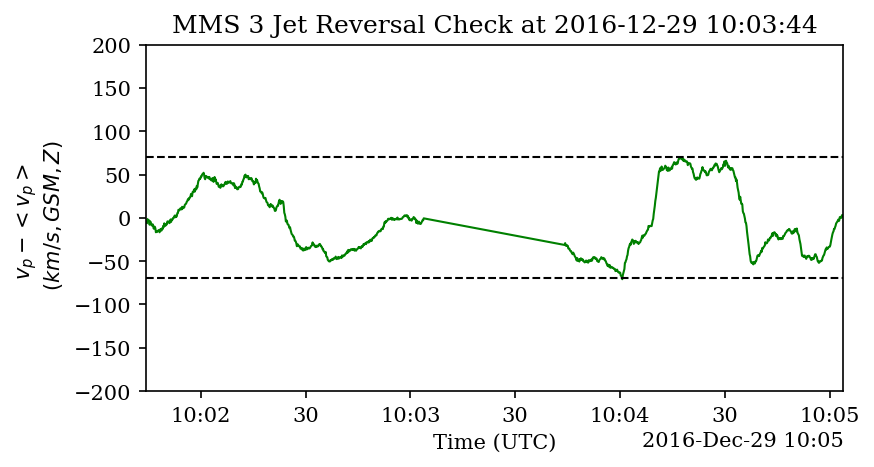 MMS 3 Jet Reversal Check at 2016-12-29 10:03:44
v_p − < v_p >
(km/s, GSM, Z)
200
150
100
50
0
−50
−100
−150
−200
10:02 30 10:03 30 10:04 30 10:05
Time (UTC) 2016-Dec-29 10:05